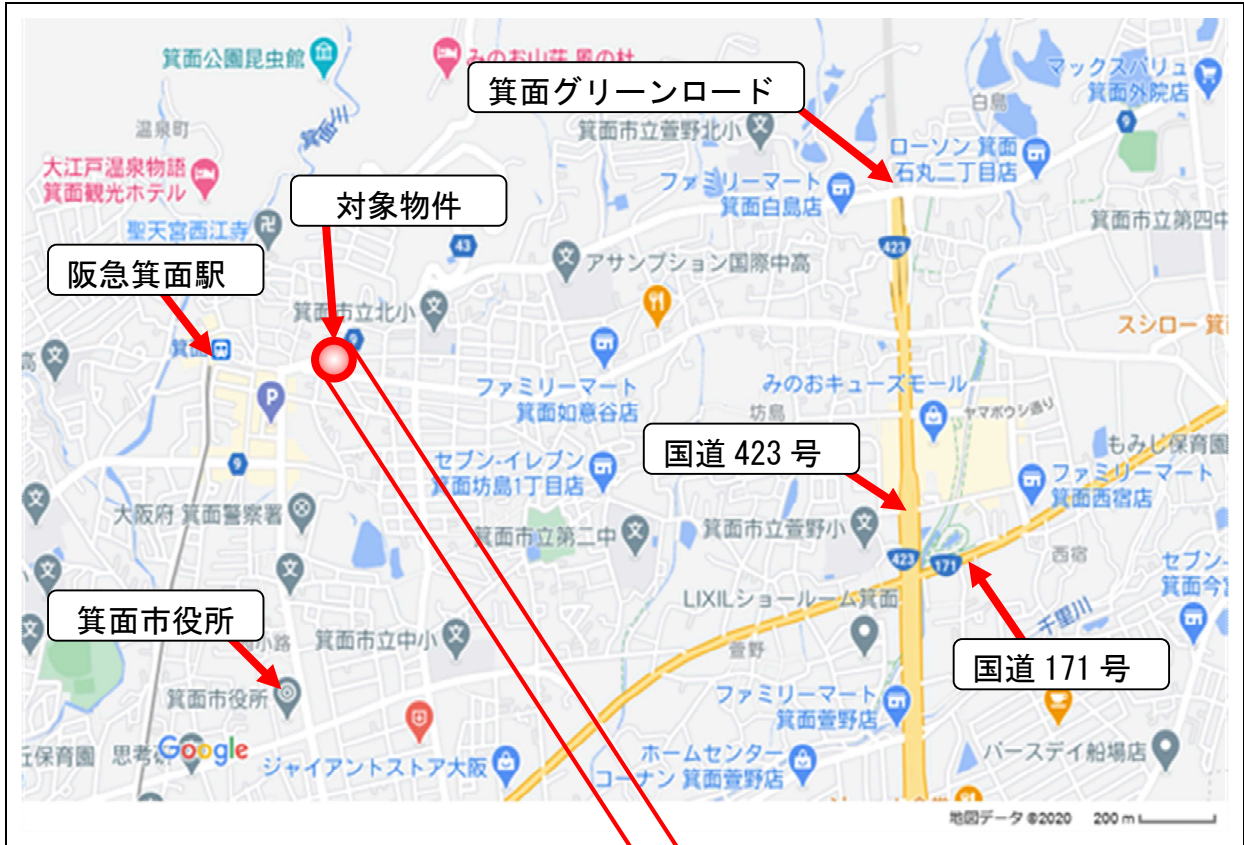 箕面公園昆虫館
みのお山荘 風の杜
マックスバリュ
箕面外院店
箕面グリーンロード
白島
箕面市立萱野北小
9
温泉町
箕面川
ローソン 箕面
石丸二丁目店
大江戸温泉物語
箕面観光ホテル
ファミリーマート
箕面白島店
対象物件
箕面市立第四中
聖天宮西江寺
43
423
アサンプション国際中高
阪急箕面駅
箕面市立北小
スシロー 箕面
9
箕面
高
P
ファミリーマート
箕面如意谷店
みのおキューズモール
坊島
ヤマボウシ通り
もみじ保育園
国道 423 号
セブン-イレブン
箕面坊島1丁目店
9
ファミリーマート
箕面西宿店
大阪府 箕面警察署
箕面市立第二中
箕面市立萱野小
西宿
423
171
セブン-
箕面今宮
LIXILショールーム箕面
千里川
箕面市役所
小路
箕面市立中小
萱野
国道 171 号
箕面市役所
ファミリーマート
箕面萱野店
丘保育園
Google
ジャイアントストア大阪
ホームセンター
コーナン 箕面萱野店
バースデイ船場店
地図データ ©2020
200 m